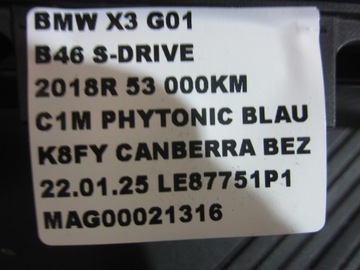 BMW X3 G01
B46 S-DRIVE
2018R 53 000KM
C1M PHYTONIC BLAU
K8FY CANBERRA BEZ
22.01.25 LE87751P1
MAG00021316